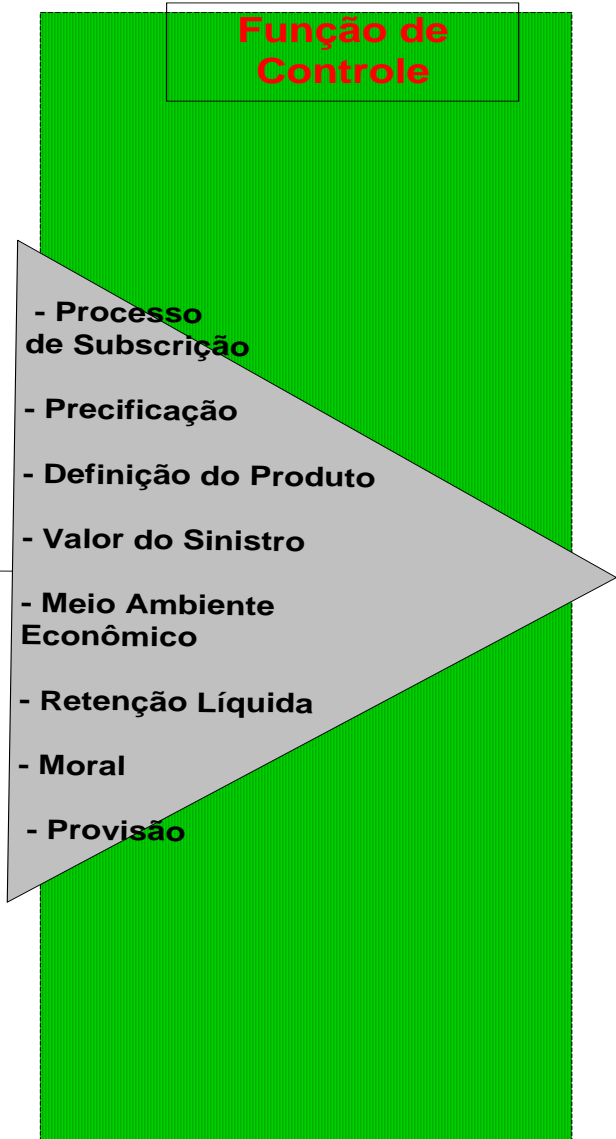 Função de
Controle
- Processo
de Subscrição
- Precificação
- Definição do Produto
- Valor do Sinistro
- Meio Ambiente
Econômico
- Retenção Líquida
- Moral
- Provisão